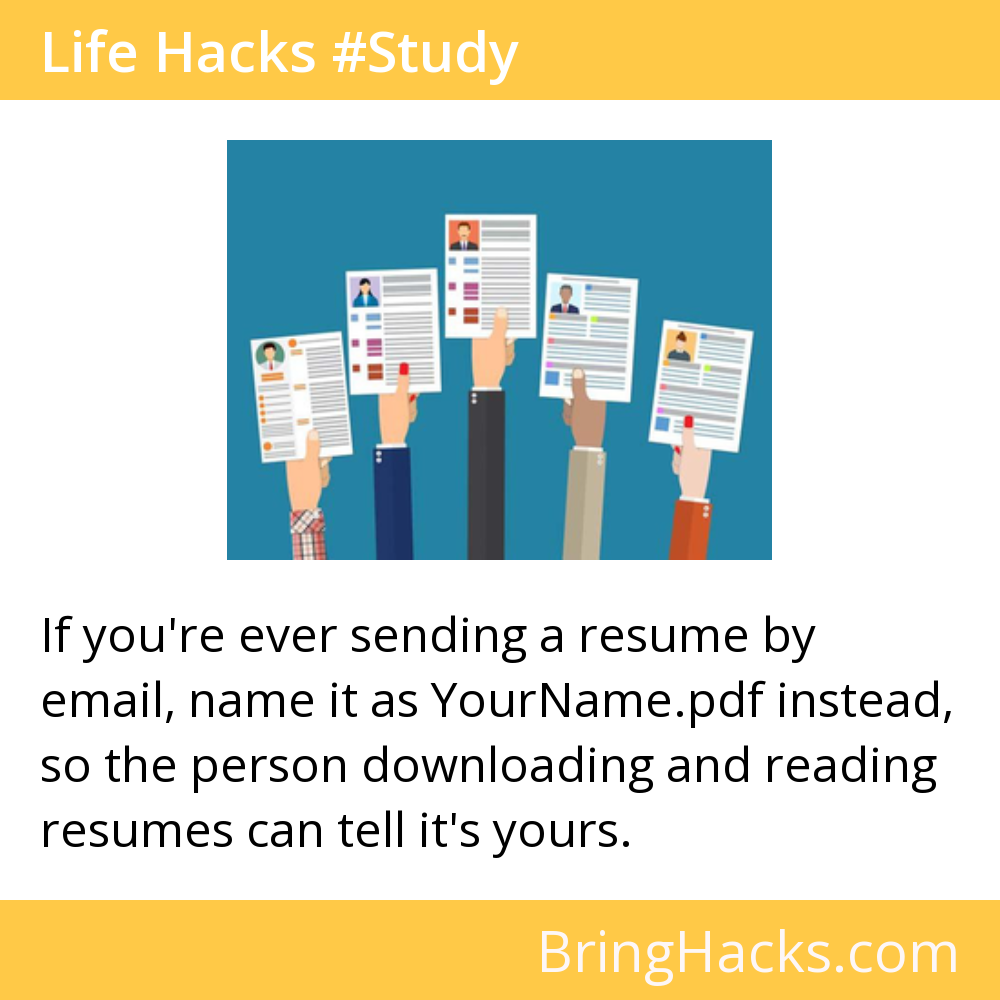 Life Hacks #Study
If you're ever sending a resume by
email, name it as YourName.pdf instead,
so the person downloading and reading
resumes can tell it's yours.
BringHacks.com